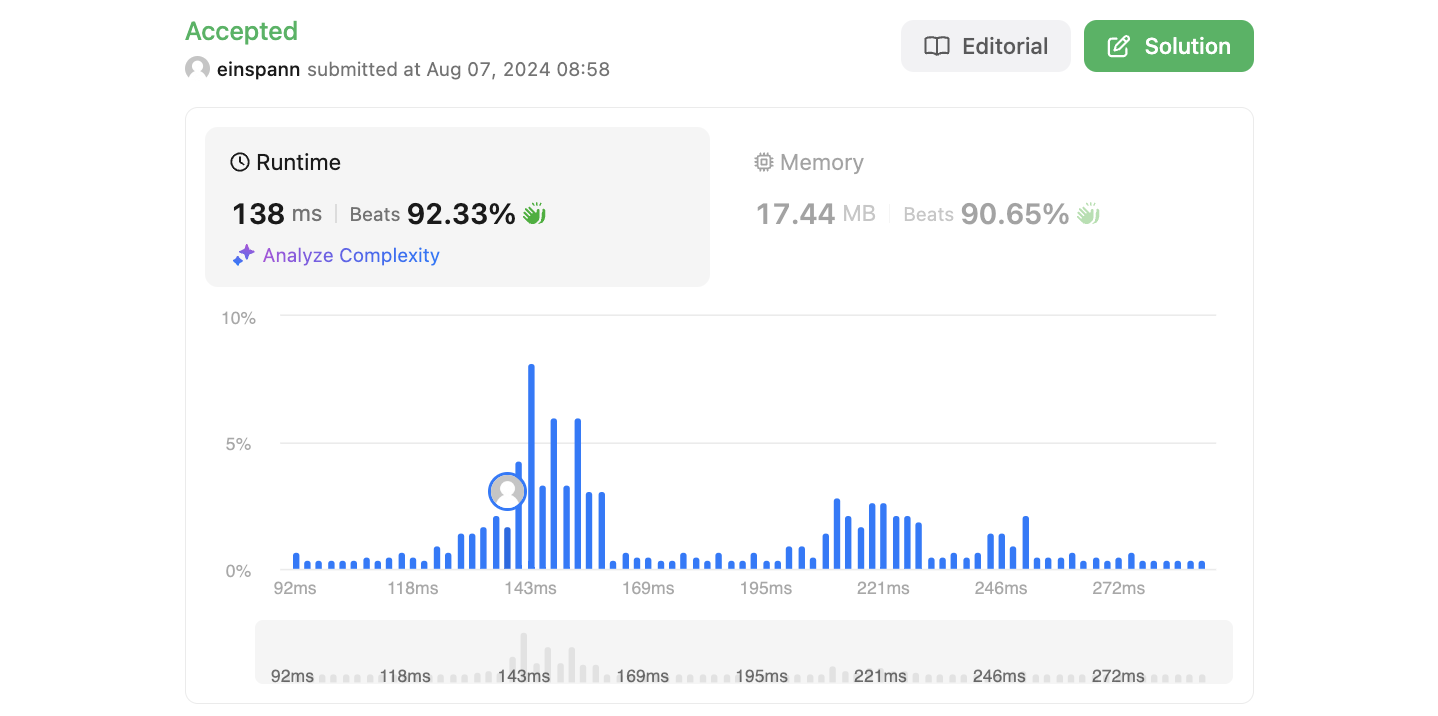 Accepted
einspann submitted at Aug 07, 2024 08:58
Editorial
Solution
Runtime
138 ms Beats 92.33%
Analyze Complexity
Memory
17.44 MB Beats 90.65%
10%
5%
0%
92ms 118ms 143ms 169ms 195ms 221ms 246ms 272ms
92ms 118ms 143ms 169ms 195ms 221ms 246ms 272ms